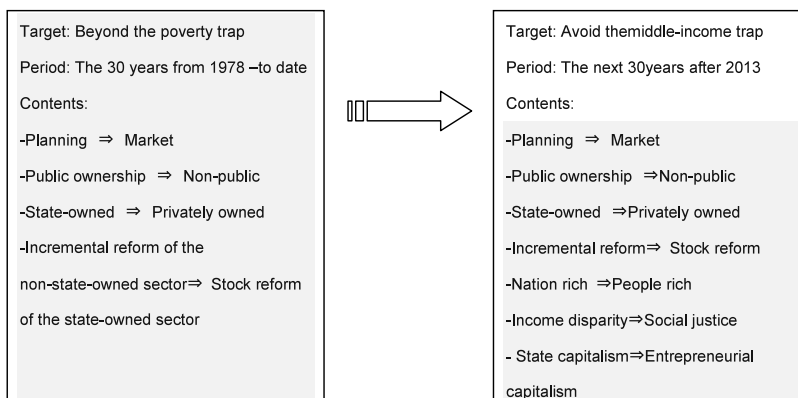 Target: Beyond the poverty trap
Period: The 30 years from 1978 –to date
Contents:
-Planning ⇒ Market
-Public ownership ⇒ Non-public
-State-owned ⇒ Privately owned
-Incremental reform of the
non-state-owned sector⇒ Stock reform
of the state-owned sector
Target: Avoid themiddle-income trap
Period: The next 30years after 2013
Contents:
-Planning ⇒ Market
-Public ownership ⇒Non-public
-State-owned ⇒Privately owned
-Incremental reform⇒ Stock reform
-Nation rich ⇒People rich
-Income disparity⇒Social justice
- State capitalism⇒Entrepreneurial
capitalism